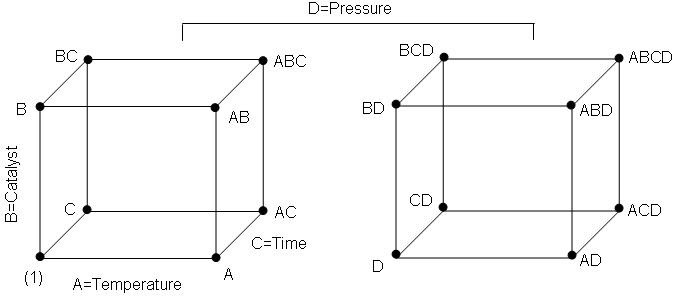 D=Pressure
BC
ABC
BCD
ABCD
B
AB
BD
ABD
B=Catalyst
C
AC
CD
ACD
C=Time
(1)
A
D
AD
A=Temperature